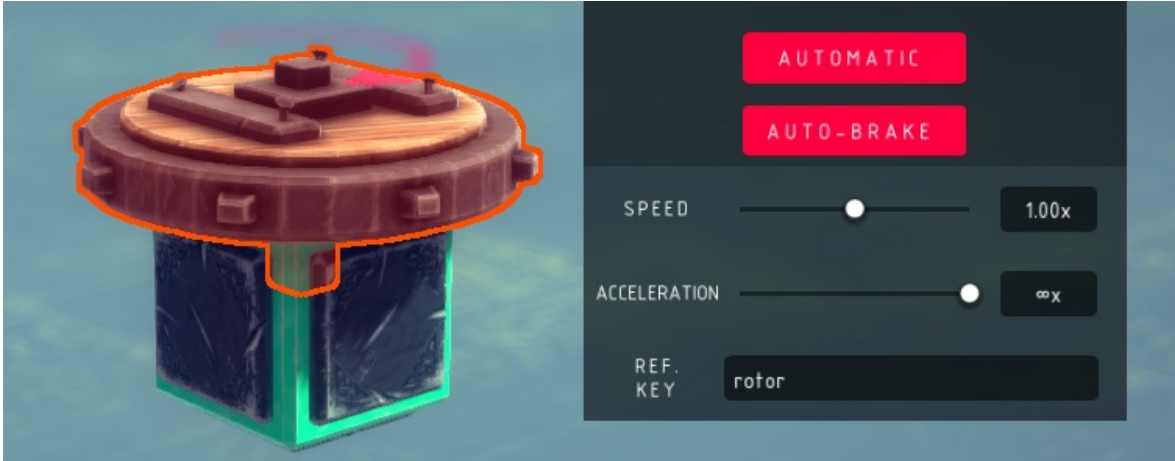 AUTOMATIC
AUTO-BRAKE
SPEED
1.00x
ACCELERATION
∞x
REF.
KEY
rotor